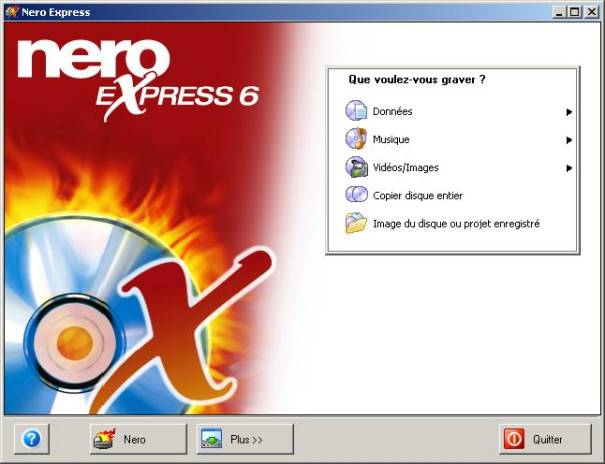 Nero Express
nero
EXPRESS 6
Que voulez-vous graver ?
Données
Musique
Vidéos/Images
Copier disque entier
Image du disque ou projet enregistré
?
Nero
Plus >>
Quitter